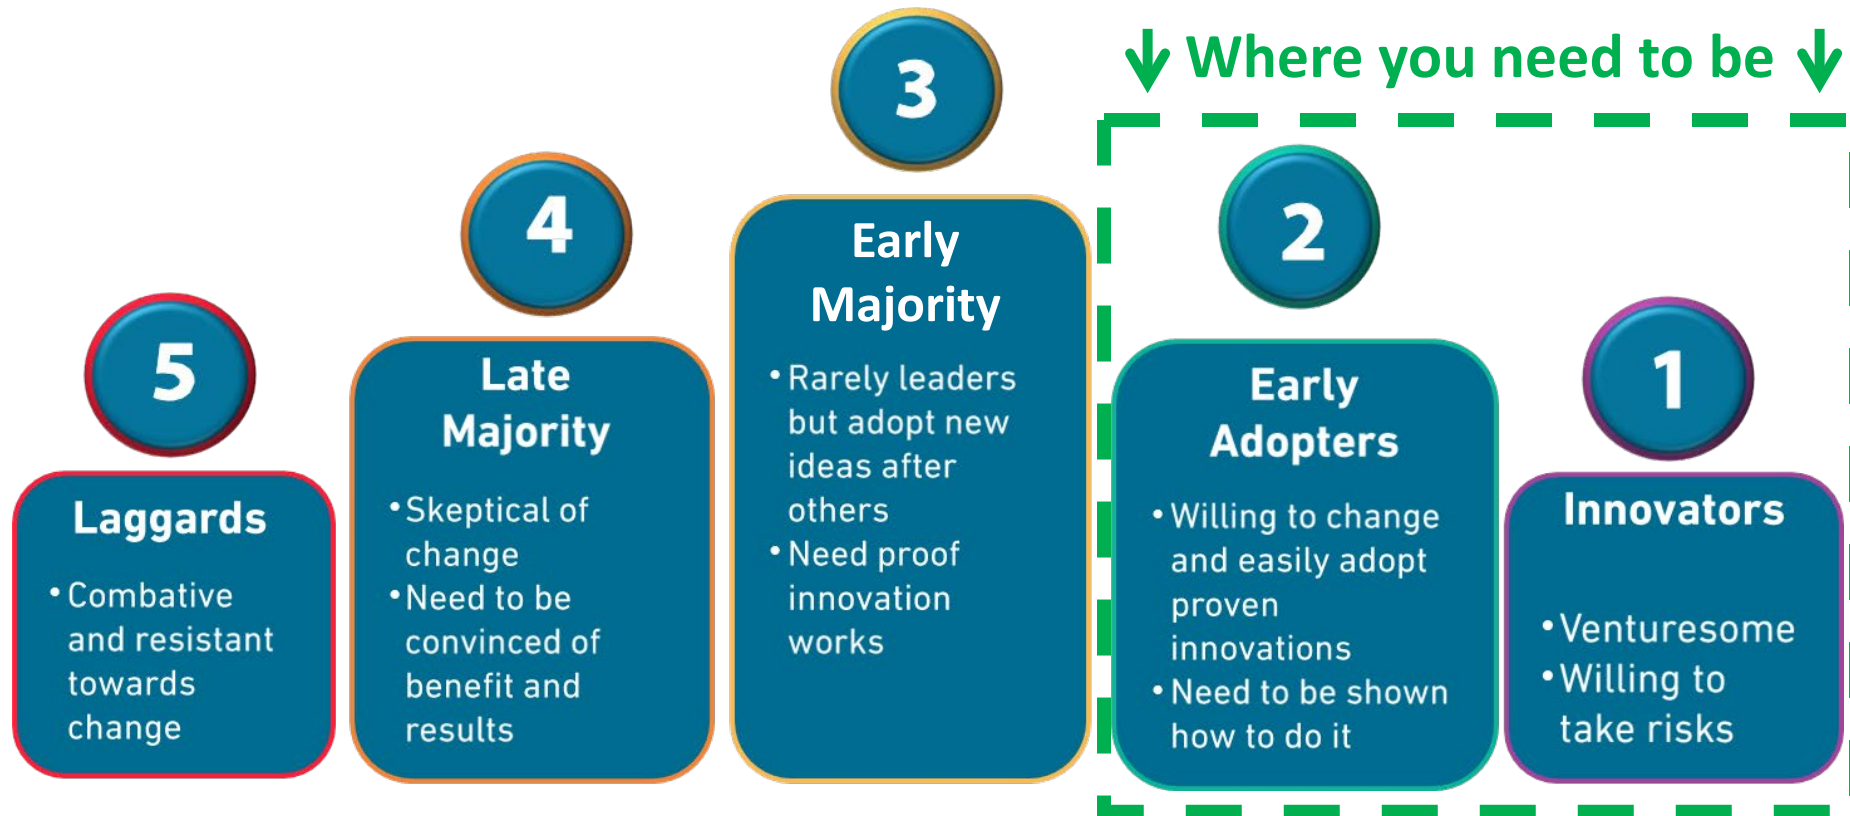 Where you need to be
5
Laggards
• Combative
and resistant
towards
change
4
Late
Majority
• Skeptical of
change
• Need to be
convinced of
benefit and
results
3
Early
Majority
• Rarely leaders
but adopt new
ideas after
others
• Need proof
innovation
works
2
Early
Adopters
• Willing to change
and easily adopt
proven
innovations
• Need to be shown
how to do it
1
Innovators
• Venturesome
• Willing to
take risks